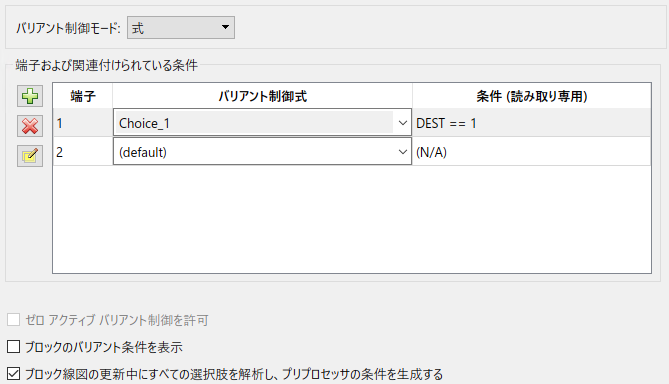 バリアント制御モード: 式
端子および関連付けられている条件
端子 バリアント制御式 条件 (読み取り専用)
1 Choice_1 DEST == 1
2 (default) (N/A)
ゼロ アクティブ バリアント制御を許可
ブロックのバリアント条件を表示
ブロック線図の更新中にすべての選択肢を解析し、プリプロセッサの条件を生成する